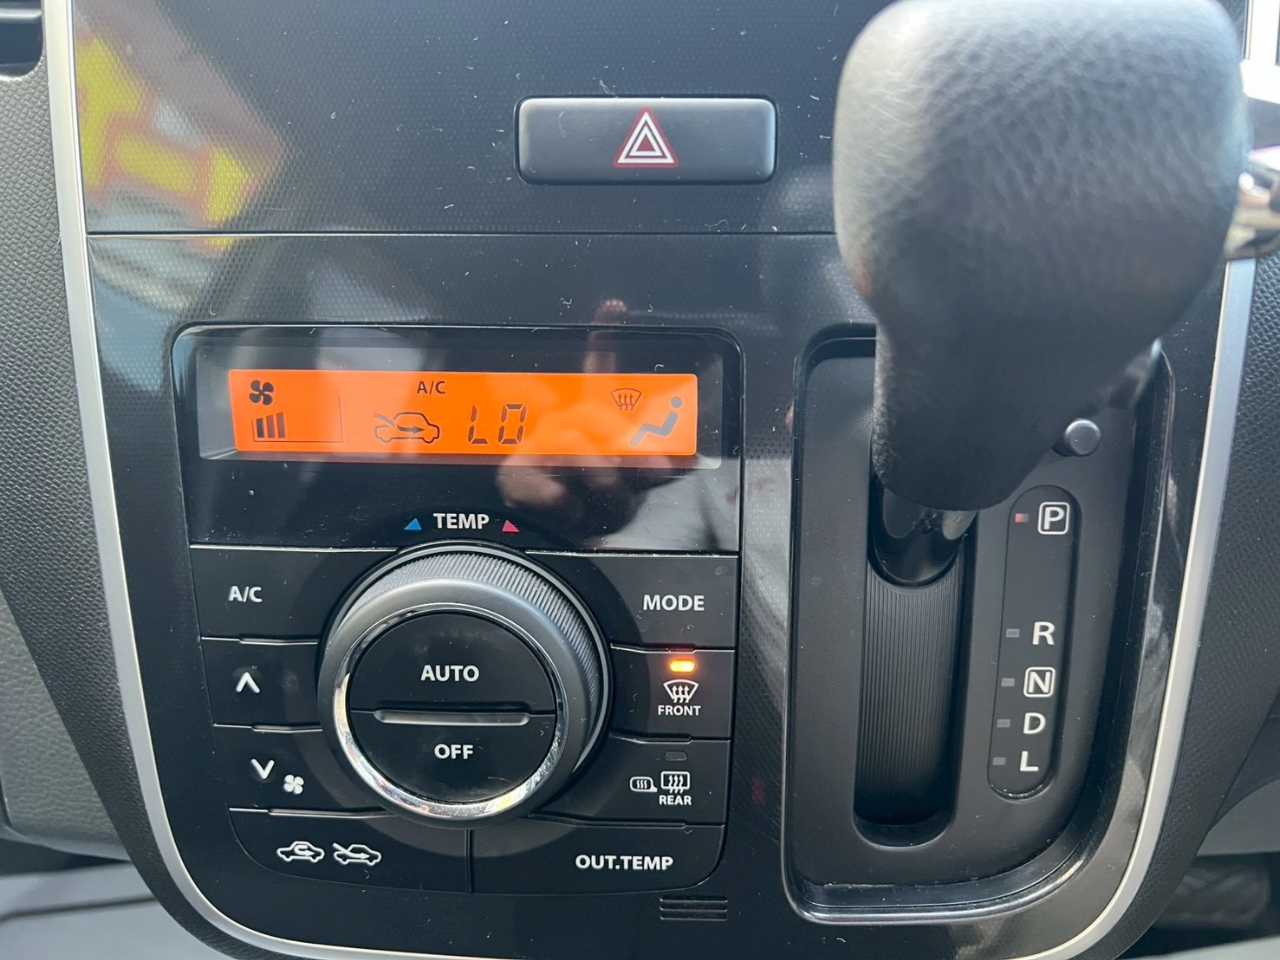 A/C
LO
TEMP
A/C
MODE
AUTO
FRONT
OFF
REAR
OUT.TEMP
P
R
N
D
L